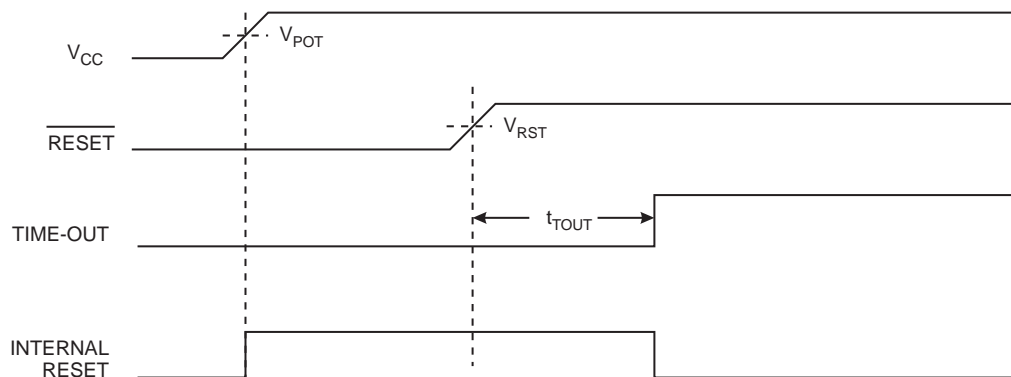 V_CC
V_POT
RESET
V_RST
TIME-OUT
t_TOUT
INTERNAL
RESET